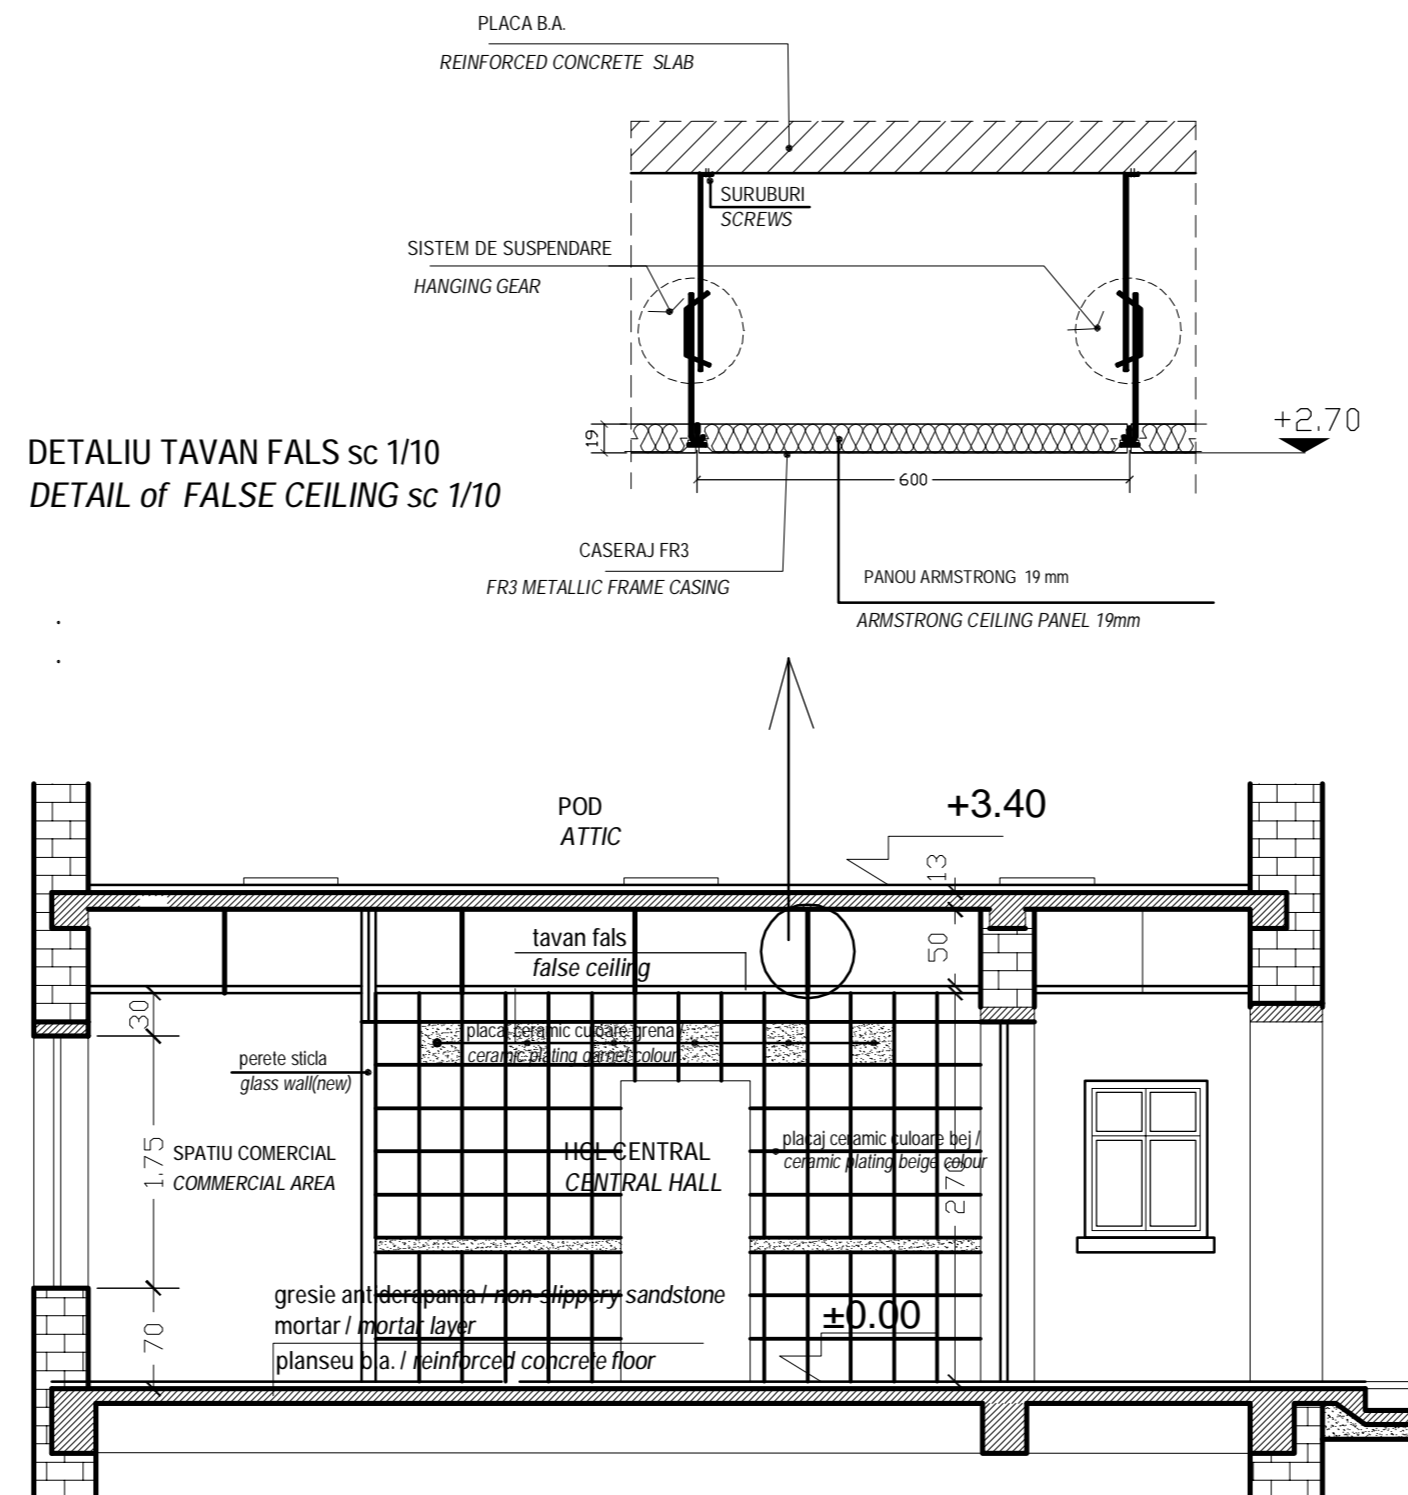 PLACA B.A.
REINFORCED CONCRETE SLAB
SURUBURI
SCREWS
SISTEM DE SUSPENDARE
HANGING GEAR
+2.70
19
600
DETALIU TAVAN FALS sc 1/10
DETAIL of FALSE CEILING sc 1/10
CASERAJ FR3
FR3 METALLIC FRAME CASING
PANOU ARMSTRONG 19 mm
ARMSTRONG CEILING PANEL 19mm
.
.
POD
ATTIC
+3.40
13
50
tavan fals
false ceiling
30
placaj ceramic culoare grena /
ceramic plating garnet colour
perete sticla
glass wall(new)
1.75
SPATIU COMERCIAL
COMMERCIAL AREA
HOL CENTRAL
CENTRAL HALL
placaj ceramic culoare bej /
ceramic plating beige colour
2.70
70
gresie antiderapanta / non-slippery sandstone
mortar / mortar layer
planseu b.a. / reinforced concrete floor
±0.00